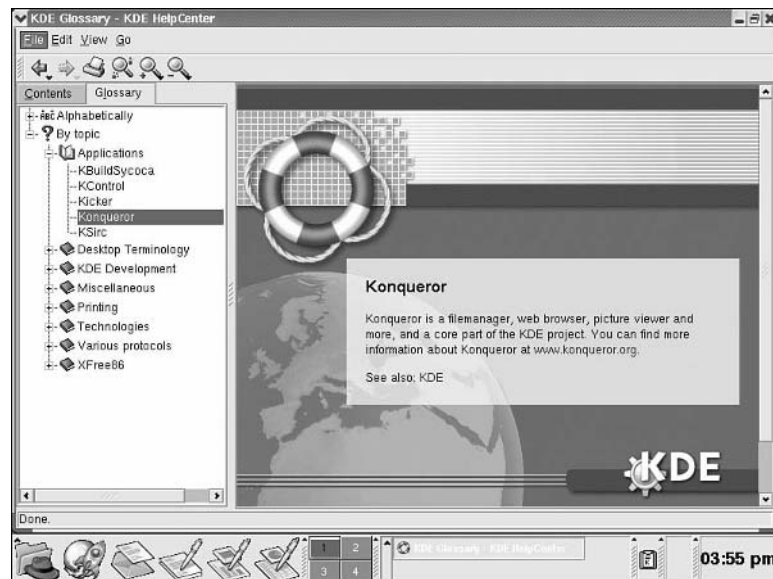 KDE Glossary - KDE HelpCenter
File Edit View Go
Contents Glossary
Alphabetically
By topic
Applications
KBuildSycoca
KControl
Kicker
Konqueror
KSirc
Desktop Terminology
KDE Development
Miscellaneous
Printing
Technologies
Various protocols
XFree86
Konqueror
Konqueror is a filemanager, web browser, picture viewer and
more, and a core part of the KDE project. You can find more
information about Konqueror at www.konqueror.org.
See also: KDE
KDE
Done.
1 2
3 4
KDE Glossary - KDE HelpCenter
03:55 pm